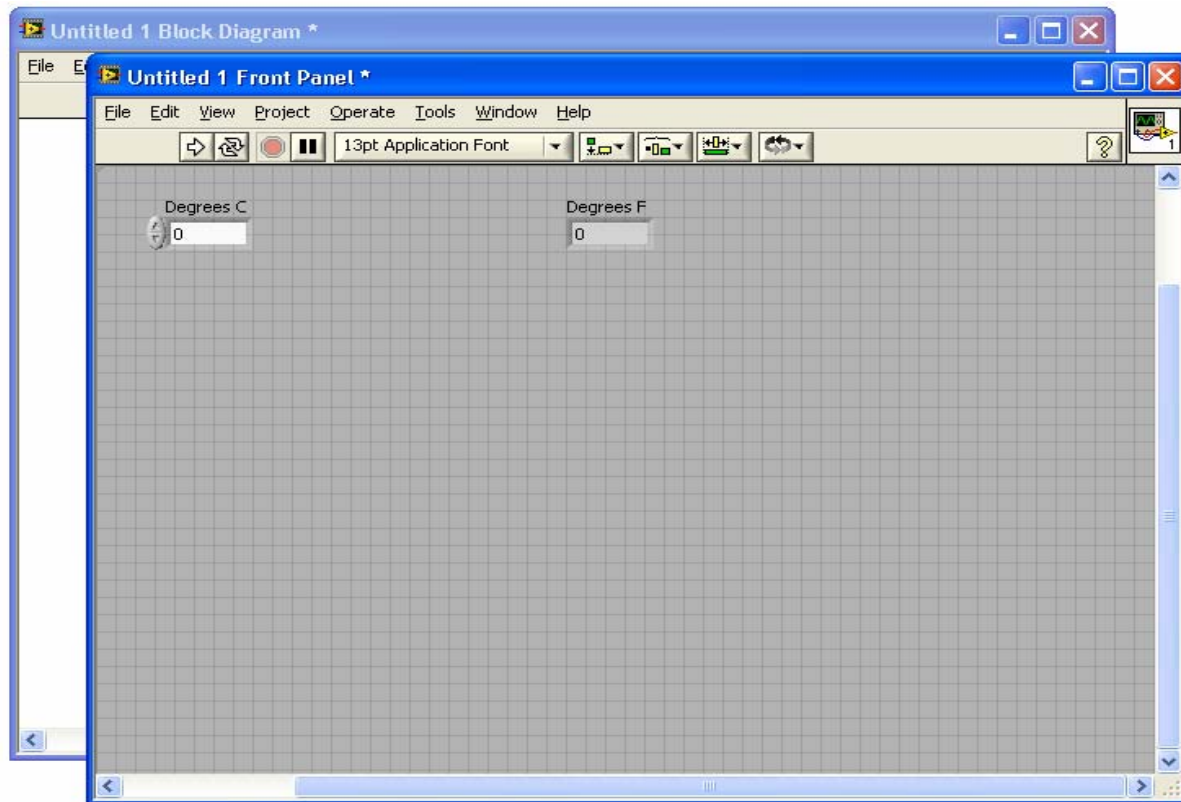 Untitled 1 Block Diagram *
File
Untitled 1 Front Panel *
File Edit View Project Operate Tools Window Help
13pt Application Font
1
Degrees C Degrees F
0 0